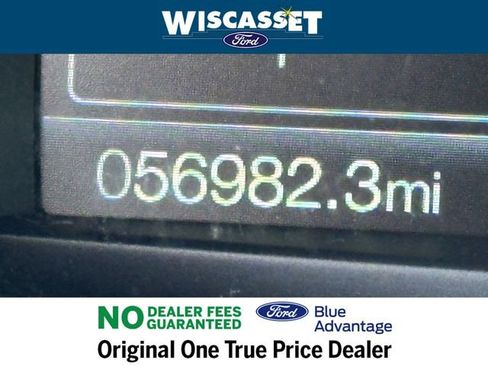 WISCASSET
Ford
056982.3mi
NO DEALER FEES GUARANTEED
Ford Blue Advantage
Original One True Price Dealer